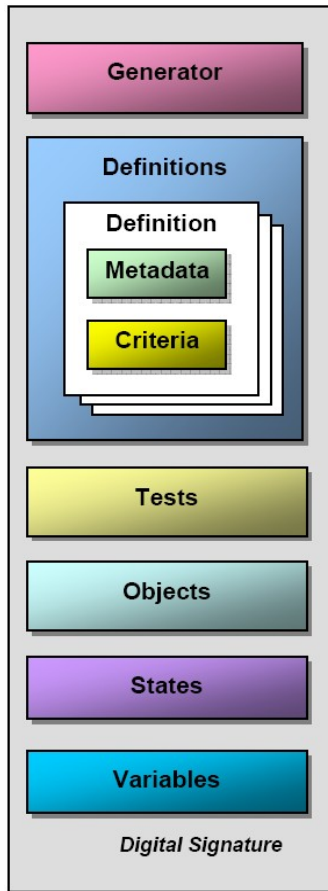 Generator
Definitions
Definition
Metadata
Criteria
Tests
Objects
States
Variables
Digital Signature